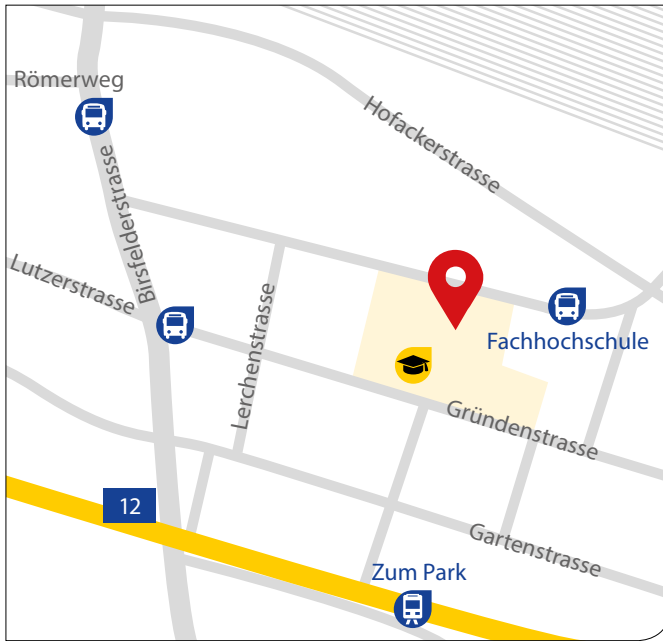 Römerweg
Hofackerstrasse
Birsfelderstrasse
Lutzerstrasse
Lerchenstrasse
Fachhochschule
Gründenstrasse
12
Gartenstrasse
Zum Park